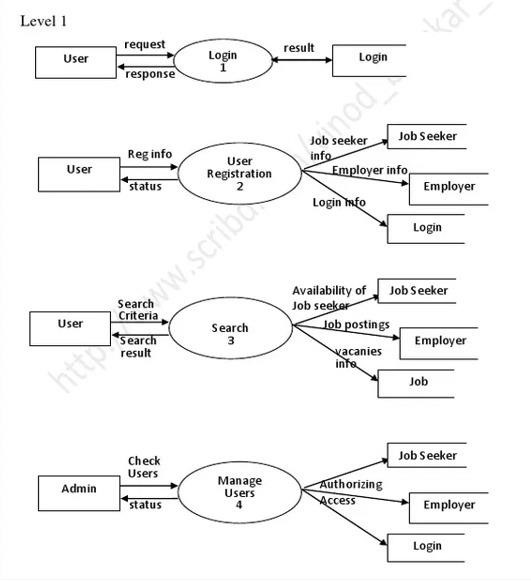 Level 1
request
User
Login
1
result
Login
response
Reg info
User
status
User
Registration
2
Job seeker
info
Employer info
Login info
Job Seeker
Employer
Login
Search
Criteria
User
Search
result
Search
3
Availability of
Job seeker
Job postings
vacanies
info
Job Seeker
Employer
Job
Check
Users
Admin
status
Manage
Users
4
Authorizing
Access
Job Seeker
Employer
Login